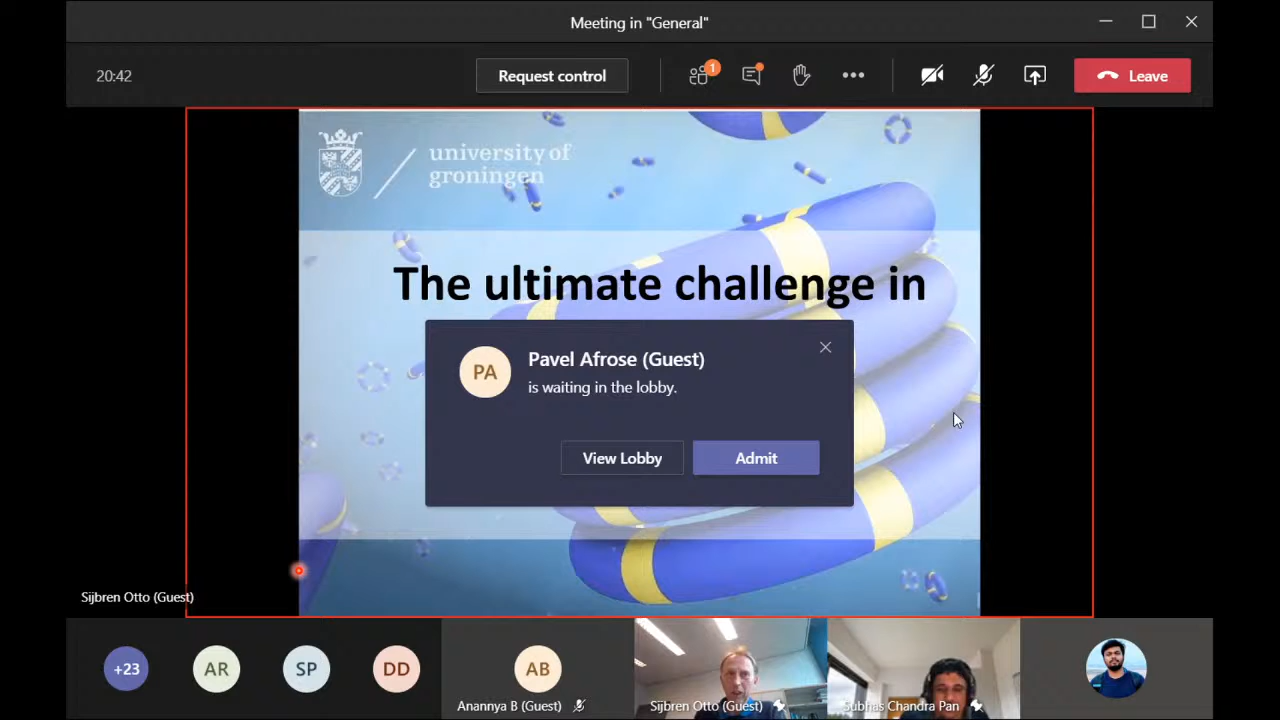 Meeting in "General"
20:42
Request control
1
Leave
university of
groningen
The ultimate challenge in
PA
Pavel Afrose (Guest)
is waiting in the lobby.
View Lobby
Admit
Sijbren Otto (Guest)
+23
AR
SP
DD
AB
Anannya B (Guest)
Sijbren Otto (Guest)
Subhas Chandra Pan